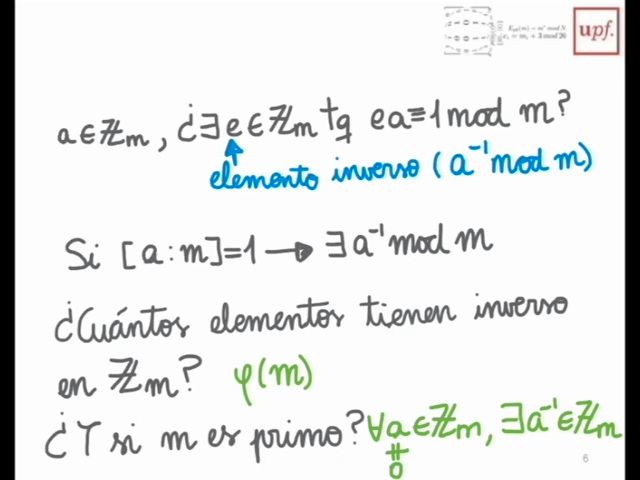 upf.
a∈ℤm, ¿∃e∈ℤm tq ea≡1 mod m?
elemento inverso (a⁻¹ mod m)
Si [a:m]=1 → ∃ a⁻¹ mod m
¿Cuántos elementos tienen inverso
en ℤm? φ(m)
¿Y si m es primo? ∀a∈ℤm, ∃a⁻¹∈ℤm
≠
0
6